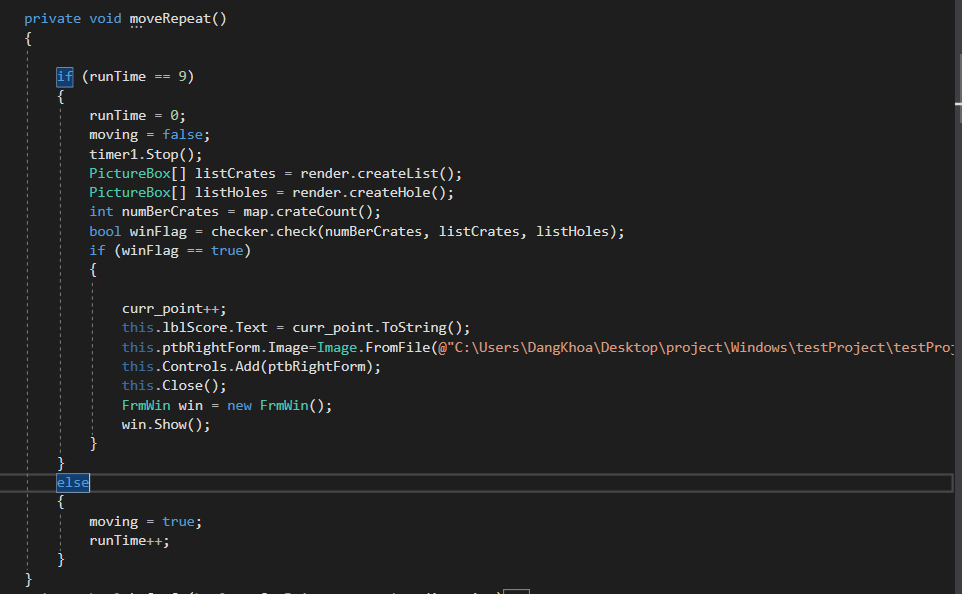 private void moveRepeat()
{
if (runTime == 9)
{
runTime = 0;
moving = false;
timer1.Stop();
PictureBox[] listCrates = render.createList();
PictureBox[] listHoles = render.createHole();
int numBerCrates = map.crateCount();
bool winFlag = checker.check(numBerCrates, listCrates, listHoles);
if (winFlag == true)
{
curr_point++;
this.lblScore.Text = curr_point.ToString();
this.ptbRightForm.Image=Image.FromFile(@"C:\Users\DangKhoa\Desktop\project\Windows\testProject\testProj
this.Controls.Add(ptbRightForm);
this.Close();
FrmWin win = new FrmWin();
win.Show();
}
}
else
{
moving = true;
runTime++;
}
}